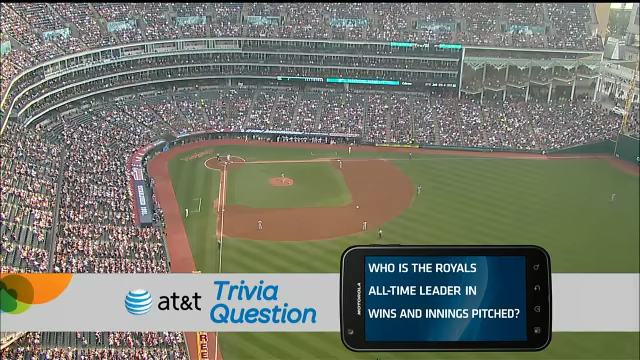 at&t
Trivia
Question
MOTOROLA
WHO IS THE ROYALS
ALL-TIME LEADER IN
WINS AND INNINGS PITCHED?